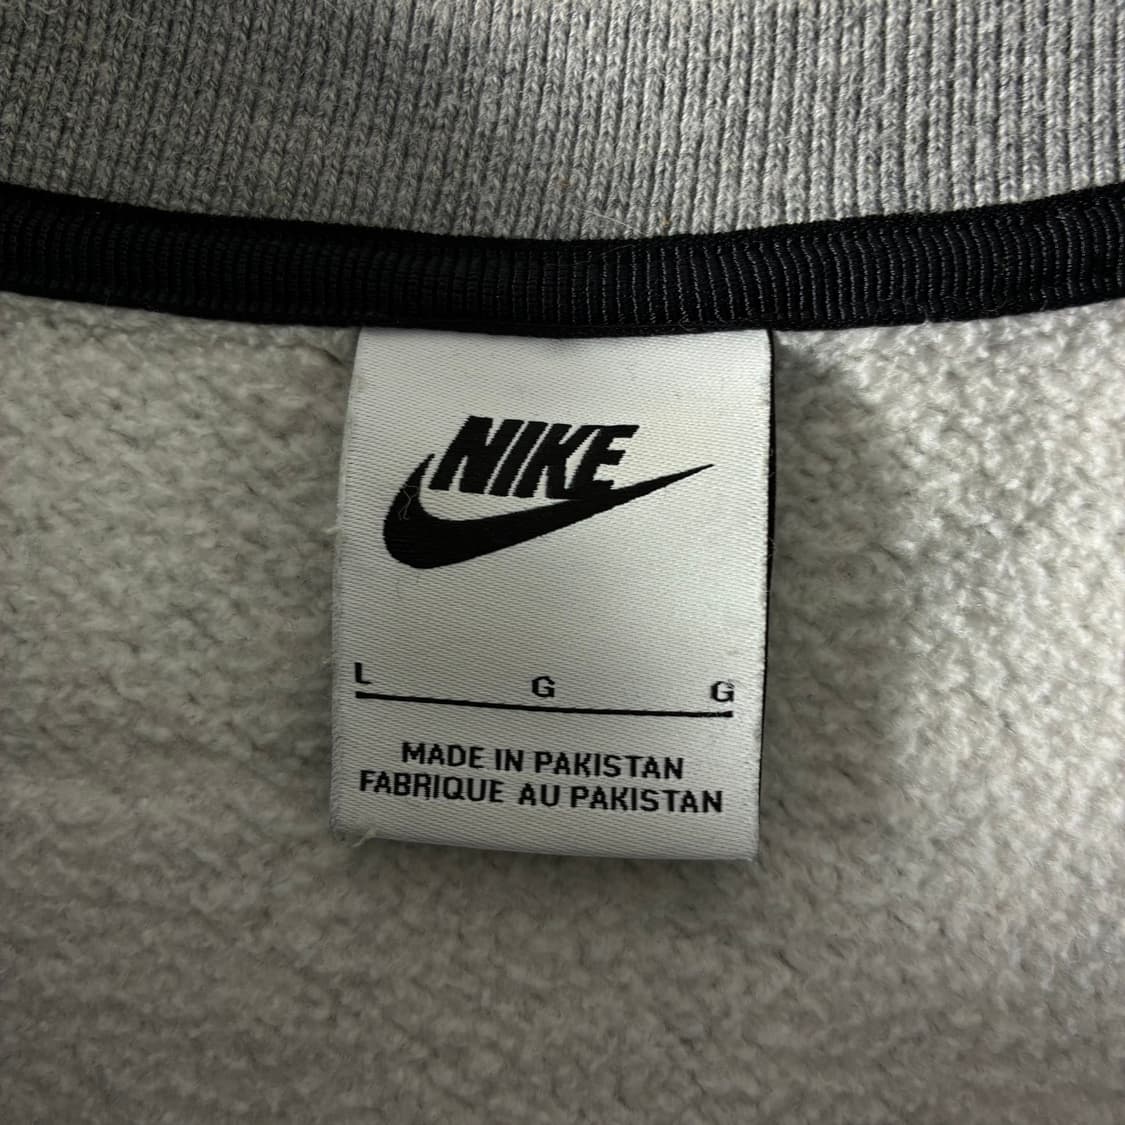 NIKE
L G G
MADE IN PAKISTAN
FABRIQUE AU PAKISTAN